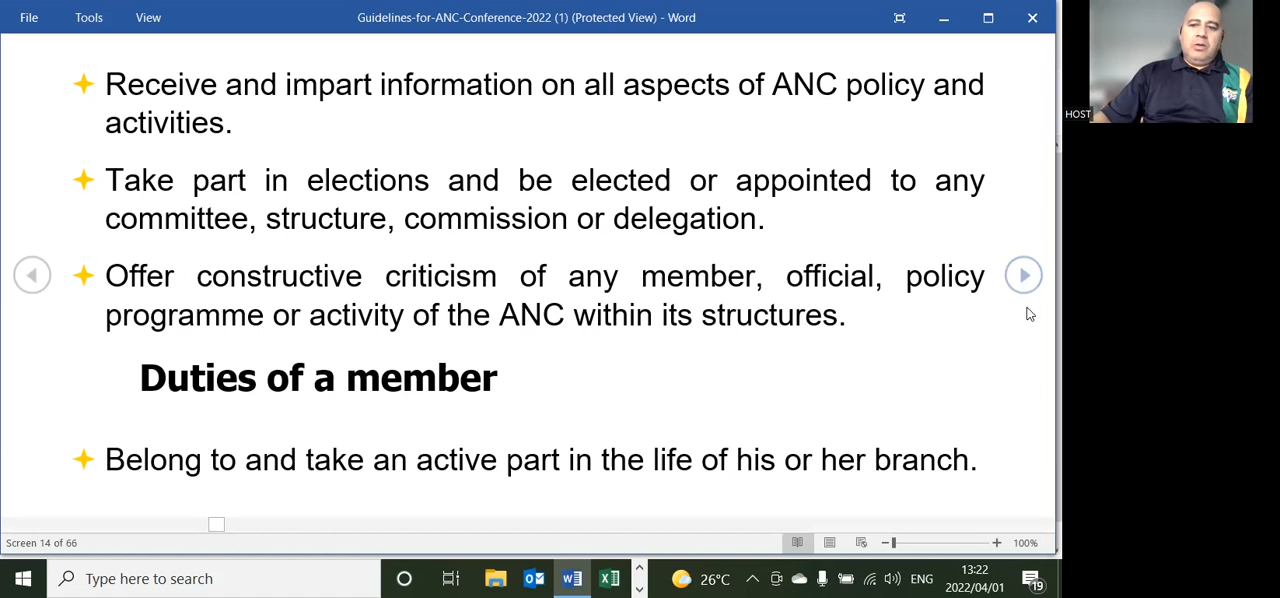 File Tools View Guidelines-for-ANC-Conference-2022 (1) (Protected View) - Word
HOST
Receive and impart information on all aspects of ANC policy and
activities.
Take part in elections and be elected or appointed to any
committee, structure, commission or delegation.
Offer constructive criticism of any member, official, policy
programme or activity of the ANC within its structures.
Duties of a member
Belong to and take an active part in the life of his or her branch.
Screen 14 of 66 100%
Type here to search 26°C ENG 13:22
2022/04/01 19